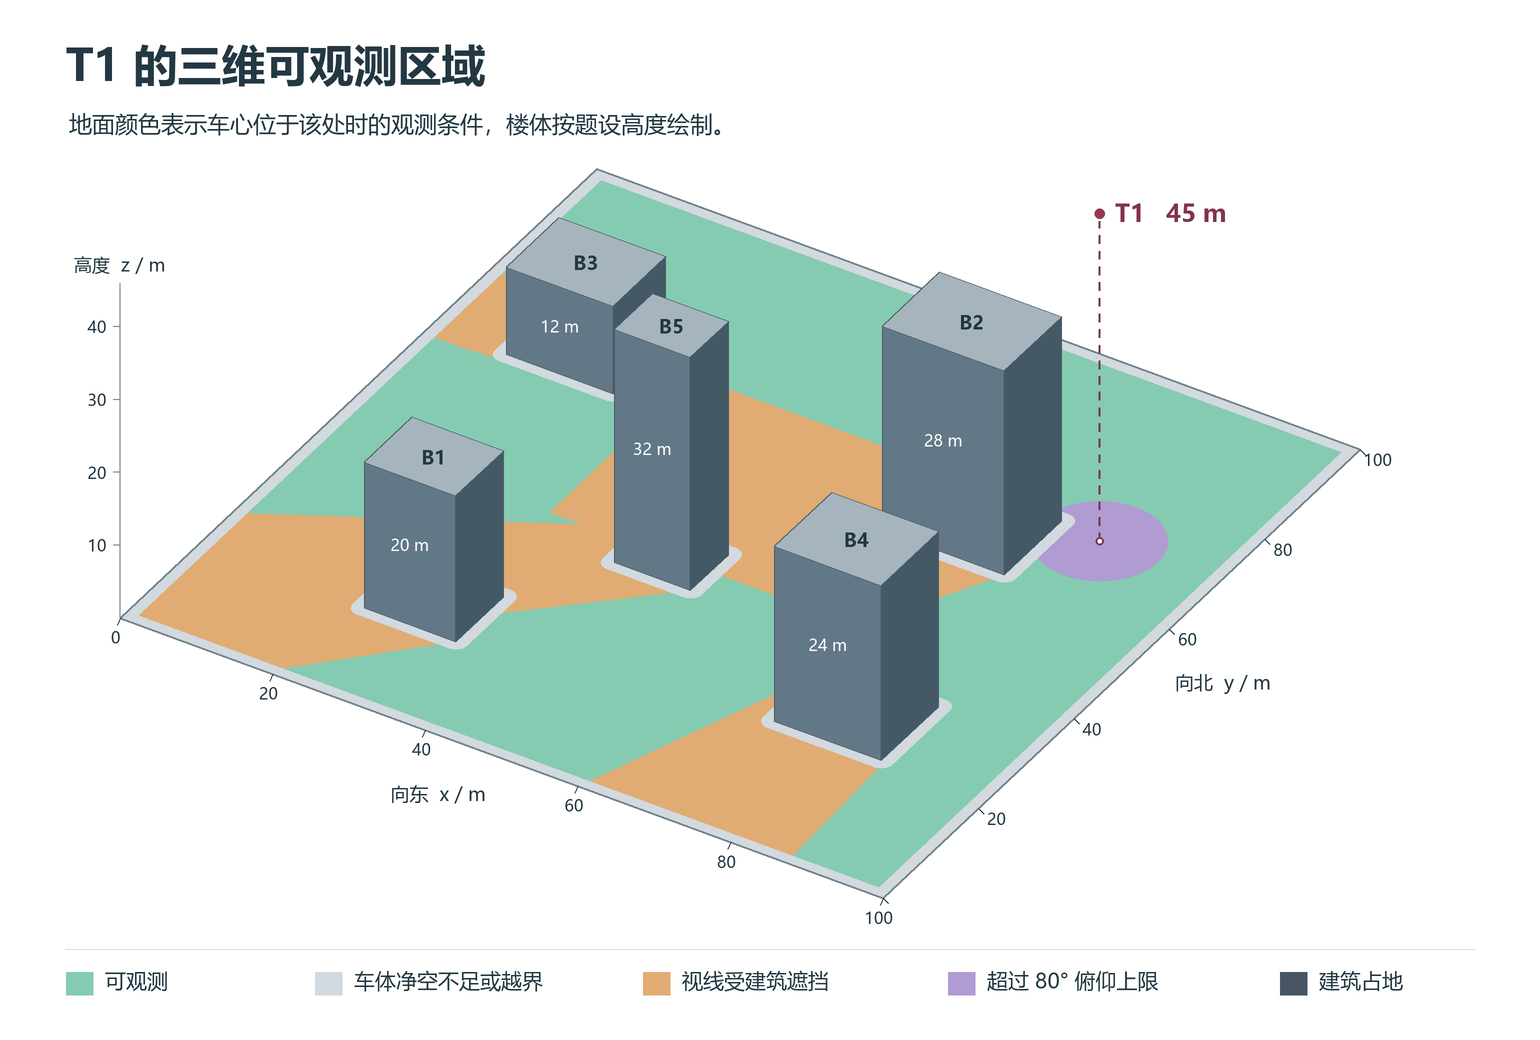 T1 的三维可观测区域
地面颜色表示车心位于该处时的观测条件，楼体按题设高度绘制。
T1 45 m
高度 z / m
40
30
20
10
0
B3
12 m
B5
32 m
B2
28 m
B1
20 m
B4
24 m
100
80
60
向北 y / m
40
20
20
40
向东 x / m
60
80
100
可观测
车体净空不足或越界
视线受建筑遮挡
超过 80° 俯仰上限
建筑占地